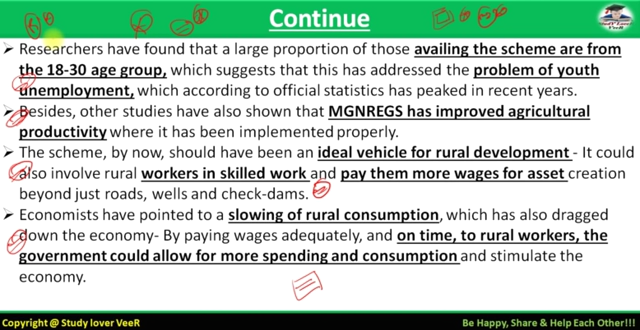 Continue
➢ Researchers have found that a large proportion of those availing the scheme are from
the 18-30 age group, which suggests that this has addressed the problem of youth
unemployment, which according to official statistics has peaked in recent years.
➢ Besides, other studies have also shown that MGNREGS has improved agricultural
productivity where it has been implemented properly.
➢ The scheme, by now, should have been an ideal vehicle for rural development - It could
also involve rural workers in skilled work and pay them more wages for asset creation
beyond just roads, wells and check-dams.
➢ Economists have pointed to a slowing of rural consumption, which has also dragged
down the economy- By paying wages adequately, and on time, to rural workers, the
government could allow for more spending and consumption and stimulate the
economy.
Copyright @ Study lover VeeR
Be Happy, Share & Help Each Other!!!